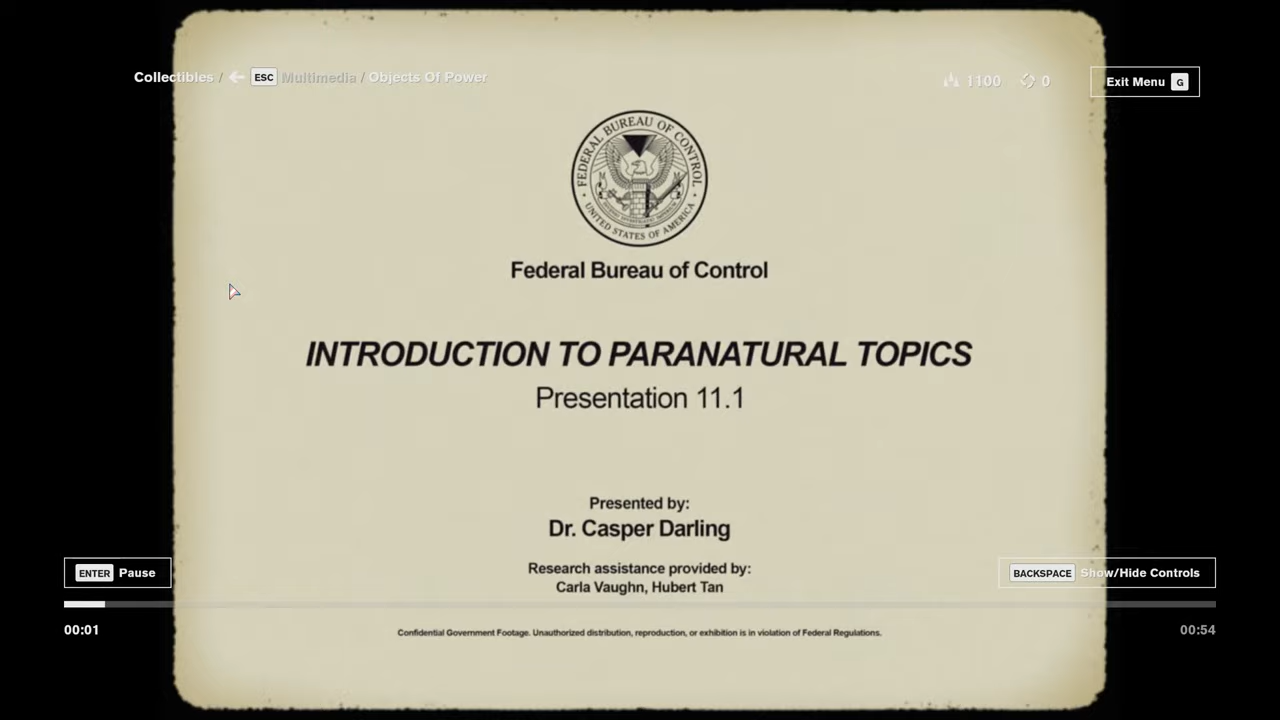 Collectibles / ESC Multimedia / Objects Of Power
1100 0
Exit Menu G
FEDERAL BUREAU OF CONTROL
UNITED STATES OF AMERICA
Federal Bureau of Control
INTRODUCTION TO PARANATURAL TOPICS
Presentation 11.1
Presented by:
Dr. Casper Darling
Research assistance provided by:
Carla Vaughn, Hubert Tan
ENTER Pause
BACKSPACE Show/Hide Controls
00:01
00:54
Confidential Government Footage. Unauthorized distribution, reproduction, or exhibition is in violation of Federal Regulations.